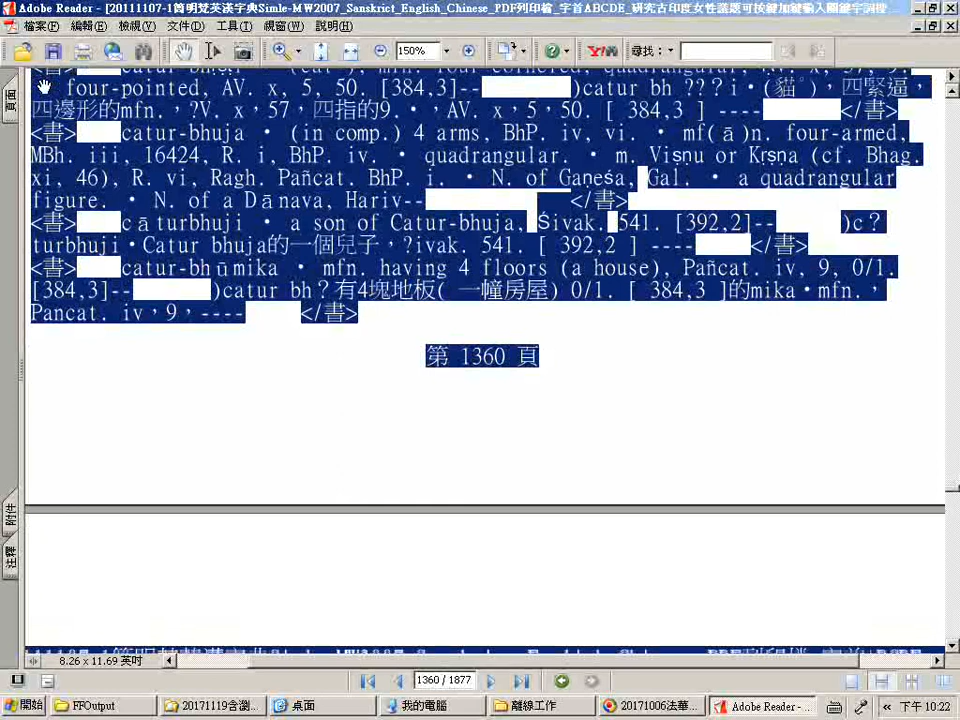 Adobe Reader - [20111107-1簡明梵英漢字典Simle-MW2007_Sanskrict_English_Chinese_PDF列印檔_字首ABCDE_研究古印度女性議題可按鍵加鍵輸入關鍵字詞搜
檔案(F) 編輯(E) 檢視(V) 文件(D) 工具(T) 視窗(W) 說明(H)
150% 尋找:
four-pointed, AV. x, 5, 50. [384,3]-- )catur bh ???i•(貓°), 四緊逼,
四邊形的mfn.,?V. x,57,四指的9.•,AV. x,5,50. [ 384,3 ] ---- </書>
<書> catur-bhuja • (in comp.) 4 arms, BhP. iv, vi. • mf(ā)n. four-armed,
MBh. iii, 16424, R. i, BhP. iv. • quadrangular. • m. Viṣṇu or Kṛṣṇa (cf. Bhag.
xi, 46), R. vi, Ragh. Pañcat. BhP. i. • N. of Gaṇeśa, Gal. • a quadrangular
figure. • N. of a Dānava, Hariv-- </書>
<書> cāturbhuji • a son of Catur-bhuja, Śivak. 541. [392,2]-- )c?
turbhuji•Catur bhuja的一個兒子,?ivak. 541. [ 392,2 ] ---- </書>
<書> catur-bhūmika • mfn. having 4 floors (a house), Pañcat. iv, 9, 0/1.
[384,3]-- )catur bh?有4塊地板( 一幢房屋) 0/1. [ 384,3 ]的mika•mfn.,
Pancat. iv,9,---- </書>
第 1360 頁
頁面
附件
注釋
8.26 x 11.69 英吋
1360 / 1877
開始 FFOutput 20171119含瀏... 桌面 我的電腦 離線工作 20171006法華... Adobe Reader - [... 下午 10:22